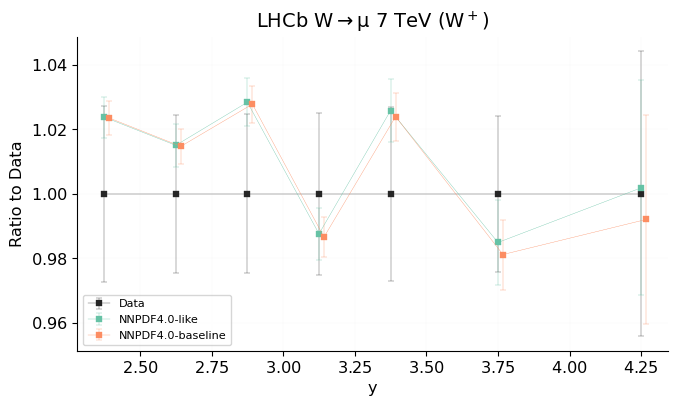 LHCb W→μ 7 TeV (W⁺)
Ratio to Data
1.04
1.02
1.00
0.98
0.96
Data
NNPDF4.0-like
NNPDF4.0-baseline
2.50 2.75 3.00 3.25 3.50 3.75 4.00 4.25
y